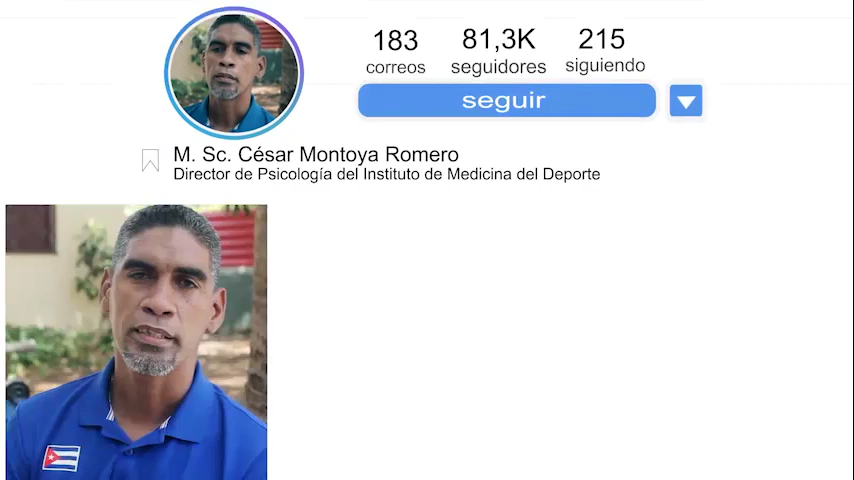 183 81,3K 215
correos seguidores siguiendo
seguir
M. Sc. César Montoya Romero
Director de Psicología del Instituto de Medicina del Deporte